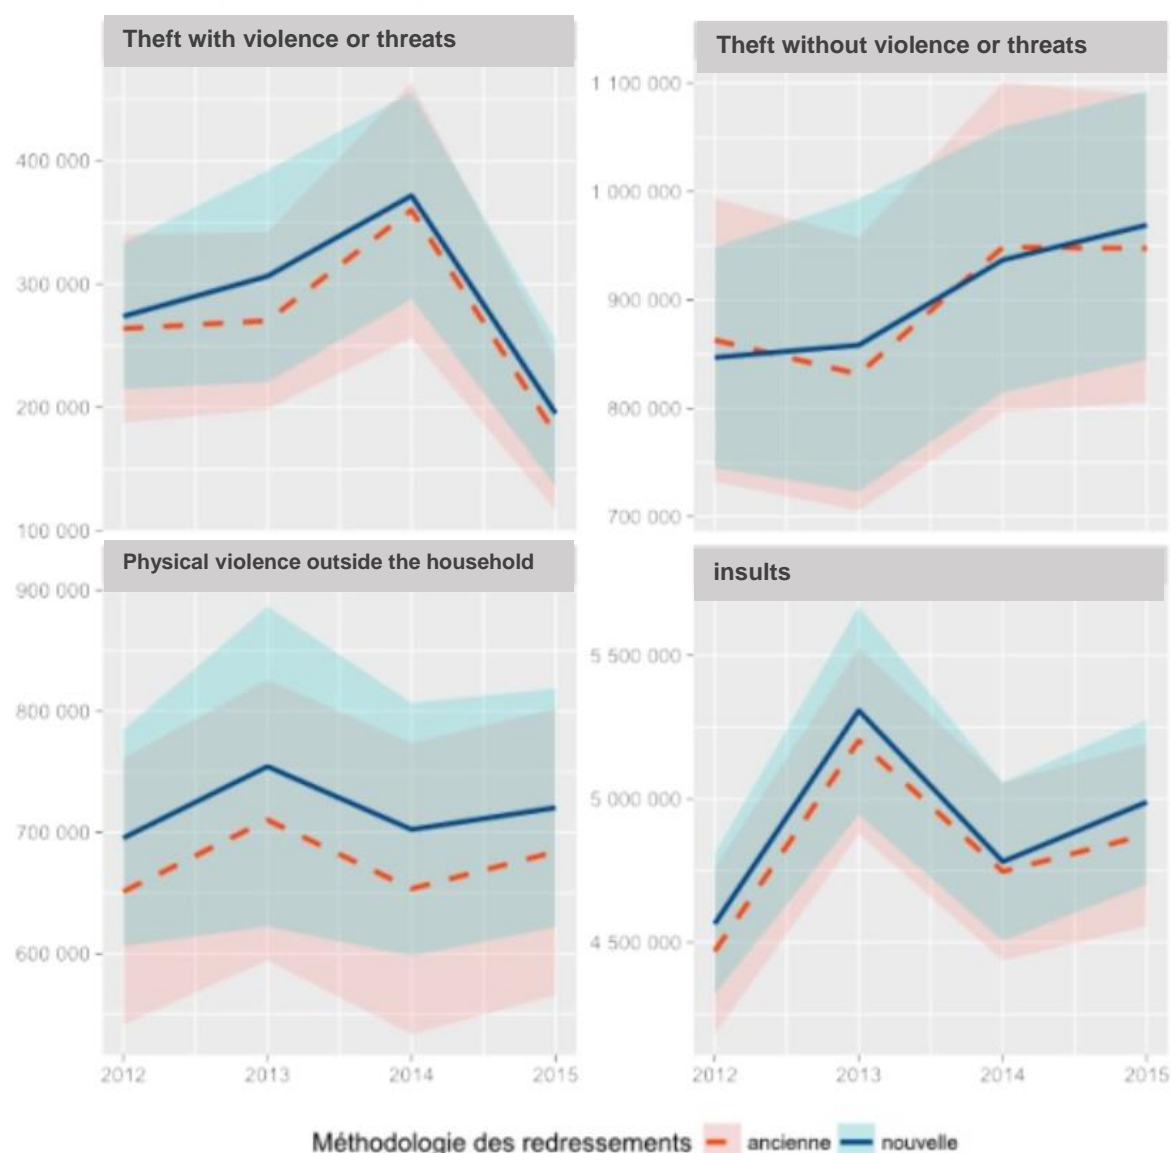 Theft with violence or threats
400 000
300 000
200 000
100 000
Theft without violence or threats
1 100 000
1 000 000
900 000
800 000
700 000
Physical violence outside the household
900 000
800 000
700 000
600 000
2012 2013 2014 2015
insults
5 500 000
5 000 000
4 500 000
2012 2013 2014 2015
Méthodologie des redressements ancienne nouvelle